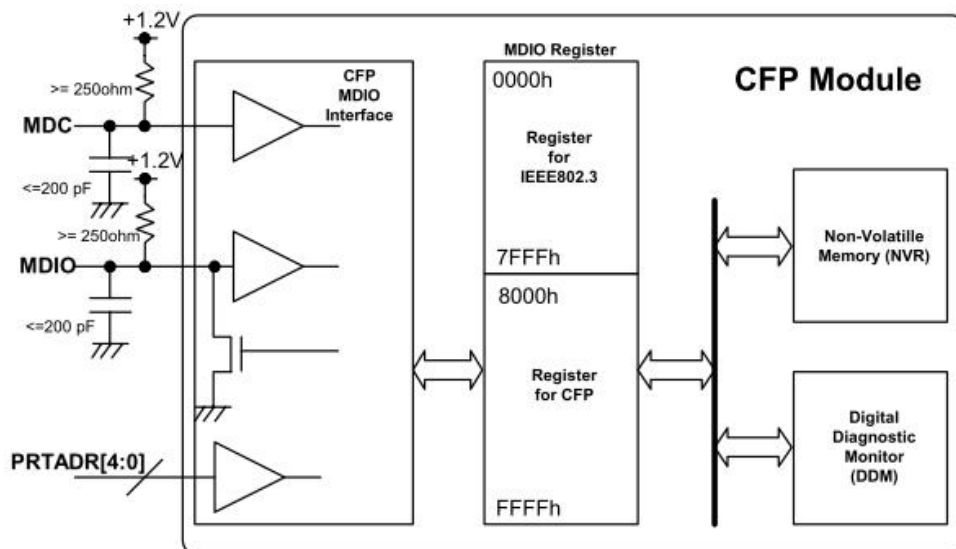 +1.2V
>= 250ohm
MDC
+1.2V
<=200 pF
>= 250ohm
MDIO
<=200 pF
PRTADR[4:0]
CFP
MDIO
Interface
MDIO Register
0000h
Register
for
IEEE802.3
7FFFh
8000h
Register
for CFP
FFFFh
CFP Module
Non-Volatille
Memory (NVR)
Digital
Diagnostic
Monitor
(DDM)